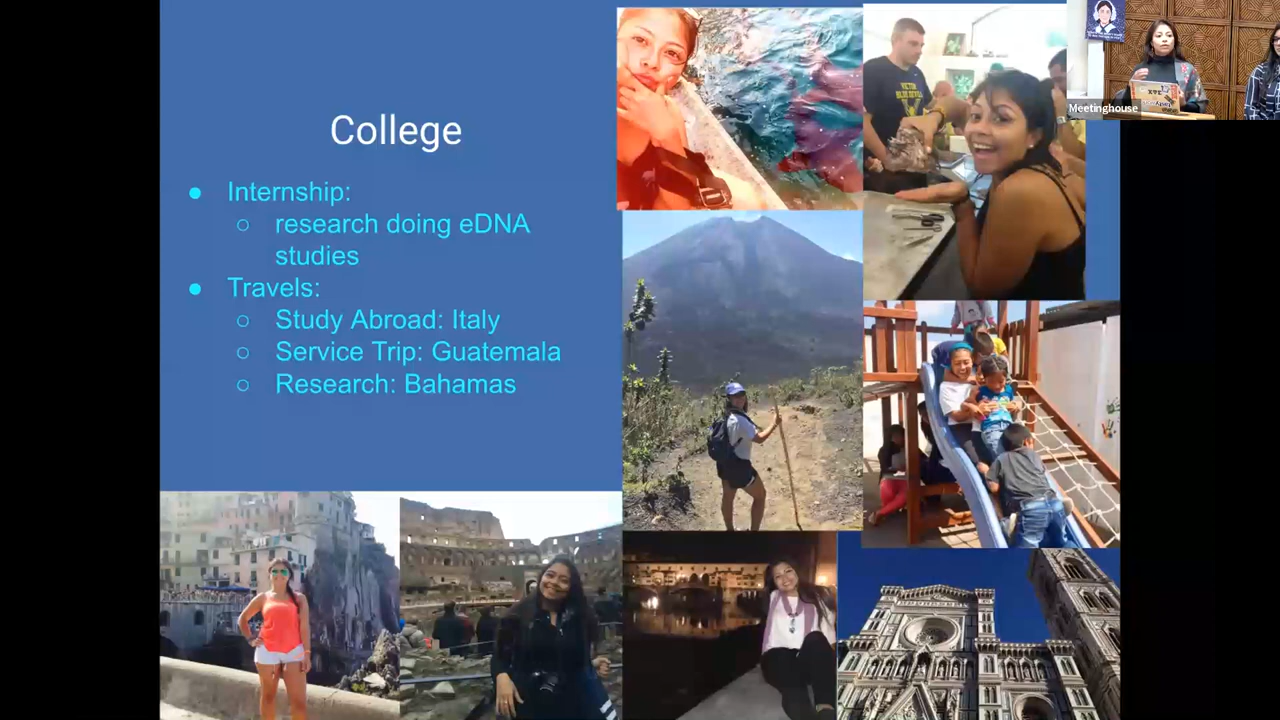 College
● Internship:
○ research doing eDNA
studies
● Travels:
○ Study Abroad: Italy
○ Service Trip: Guatemala
○ Research: Bahamas
Meetinghouse